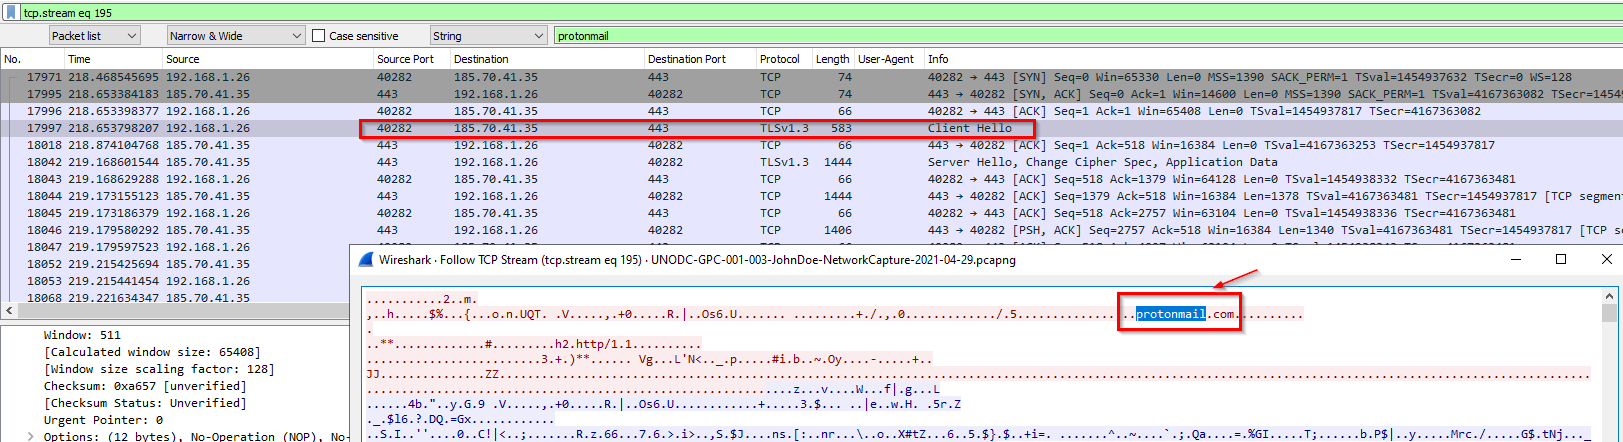 tcp.stream eq 195
Packet list Narrow & Wide Case sensitive String protonmail
No. Time Source Source Port Destination Destination Port Protocol Length User-Agent Info
17971 218.468545695 192.168.1.26 40282 185.70.41.35 443 TCP 74 40282 → 443 [SYN] Seq=0 Win=65330 Len=0 MSS=1390 SACK_PERM=1 TSval=1454937632 TSecr=0 WS=128
17995 218.653384183 185.70.41.35 443 192.168.1.26 40282 TCP 74 443 → 40282 [SYN, ACK] Seq=0 Ack=1 Win=14600 Len=0 MSS=1390 SACK_PERM=1 TSval=4167363082 TSecr=14549
17996 218.653398377 192.168.1.26 40282 185.70.41.35 443 TCP 66 40282 → 443 [ACK] Seq=1 Ack=1 Win=65408 Len=0 TSval=1454937817 TSecr=4167363082
17997 218.653798207 192.168.1.26 40282 185.70.41.35 443 TLSv1.3 583 Client Hello
18018 218.874104768 185.70.41.35 443 192.168.1.26 40282 TCP 66 443 → 40282 [ACK] Seq=1 Ack=518 Win=16384 Len=0 TSval=4167363253 TSecr=1454937817
18042 219.168601544 185.70.41.35 443 192.168.1.26 40282 TLSv1.3 1444 Server Hello, Change Cipher Spec, Application Data
18043 219.168629288 192.168.1.26 40282 185.70.41.35 443 TCP 66 40282 → 443 [ACK] Seq=518 Ack=1379 Win=64128 Len=0 TSval=1454938332 TSecr=4167363481
18044 219.173155123 185.70.41.35 443 192.168.1.26 40282 TCP 1444 443 → 40282 [ACK] Seq=1379 Ack=518 Win=16384 Len=1378 TSval=4167363481 TSecr=1454937817 [TCP segmen
18045 219.173186379 192.168.1.26 40282 185.70.41.35 443 TCP 66 40282 → 443 [ACK] Seq=518 Ack=2757 Win=63104 Len=0 TSval=1454938336 TSecr=4167363481
18046 219.179580292 185.70.41.35 443 192.168.1.26 40282 TCP 1406 443 → 40282 [PSH, ACK] Seq=2757 Ack=518 Win=16384 Len=1340 TSval=4167363481 TSecr=1454937817 [TCP s
18047 219.179597523 192.168.1.26
18052 219.215425694 185.70.41.35
18053 219.215441454 192.168.1.26
18068 219.221634347 185.70.41.35
Wireshark · Follow TCP Stream (tcp.stream eq 195) · UNODC-GPC-001-003-JohnDoe-NetworkCapture-2021-04-29.pcapng
...........2..m.
,..h.....$%...{...o.n.UQT. .V.....,.+0.....R.|..Os6.U....... .........+./.,.0............../.5..................protonmail.com...........
.
..**.............#.........h2.http/1.1..........
.........................3.+.)**...... Vg...L'N<.._.p.....#i.b..~.Oy....-.....+..
JJ.................ZZ.
...z...v....W...f|.g...L
......4b."..y.G.9 .V.....,.+0.....R.|..Os6.U............+.....3.$... ..|e..w.H. .5r.Z
._.$l6.?.DQ.=Gx............
Window: 511
[Calculated window size: 65408]
[Window size scaling factor: 128]
Checksum: 0xa657 [unverified]
[Checksum Status: Unverified]
Urgent Pointer: 0
Options: (12 bytes), No-Operation (NOP), No-